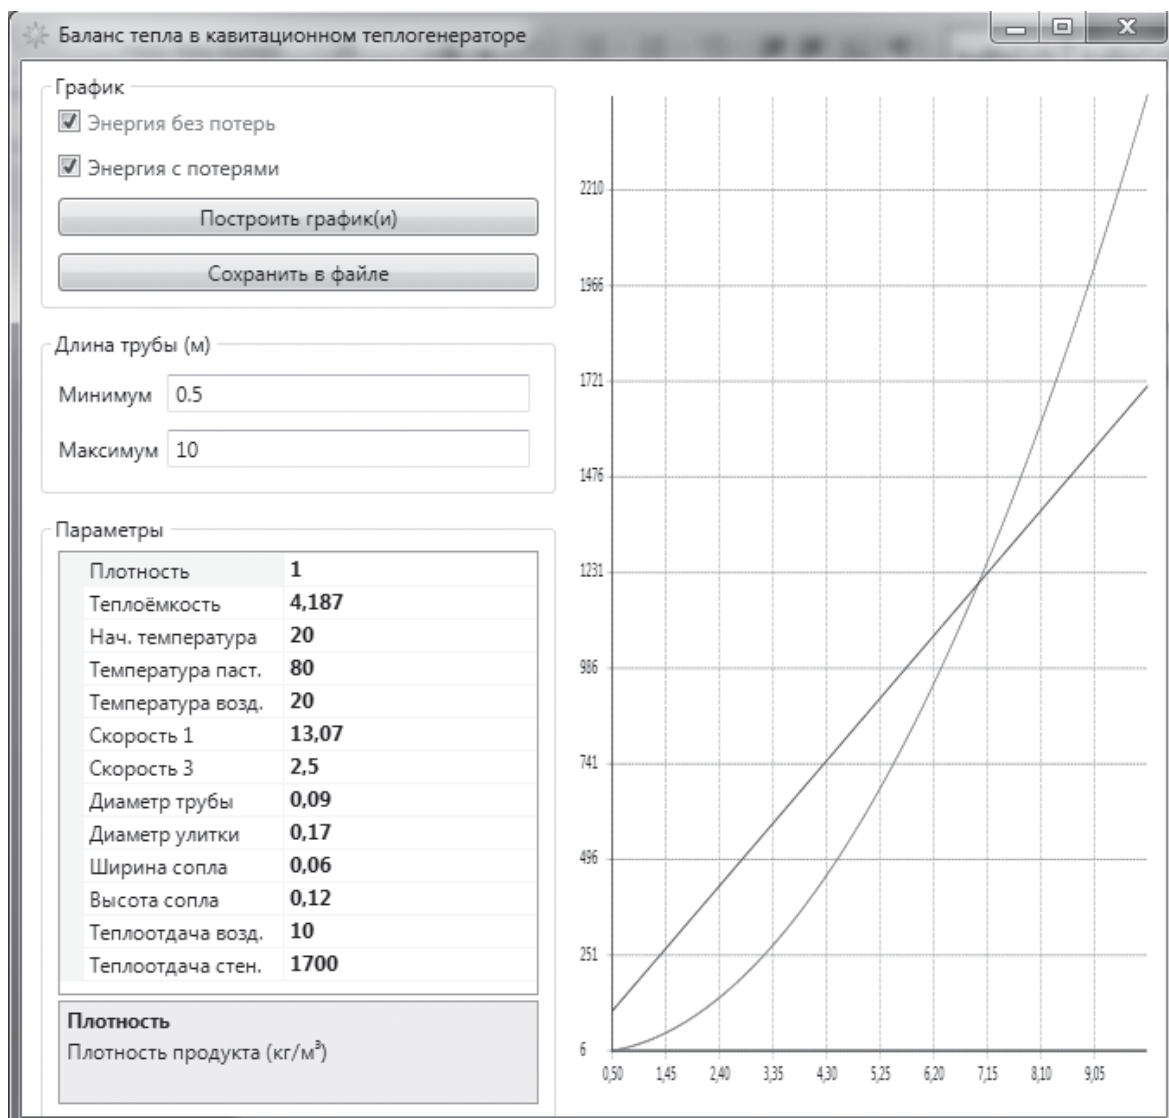 Баланс тепла в кавитационном теплогенераторе
График
Энергия без потерь
Энергия с потерями
Построить график(и)
Сохранить в файле
Длина трубы (м)
Минимум 0.5
Максимум 10
Параметры
Плотность 1
Теплоёмкость 4,187
Нач. температура 20
Температура паст. 80
Температура возд. 20
Скорость 1 13,07
Скорость 3 2,5
Диаметр трубы 0,09
Диаметр улитки 0,17
Ширина сопла 0,06
Высота сопла 0,12
Теплоотдача возд. 10
Теплоотдача стен. 1700
Плотность
Плотность продукта (кг/м³)
2210
1966
1721
1476
1231
986
741
496
251
6
0,50 1,45 2,40 3,35 4,30 5,25 6,20 7,15 8,10 9,05